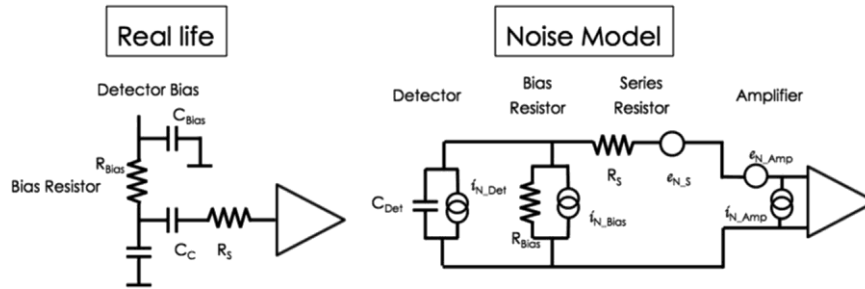 Real life
Noise Model
Detector Bias
C_Bias
R_Bias
Bias Resistor
C_C
R_S
Detector
Bias
Resistor
Series
Resistor
Amplifier
C_Det
i_N_Det
R_Bias
i_N_Bias
R_S
e_N_S
e_N_Amp
i_N_Amp